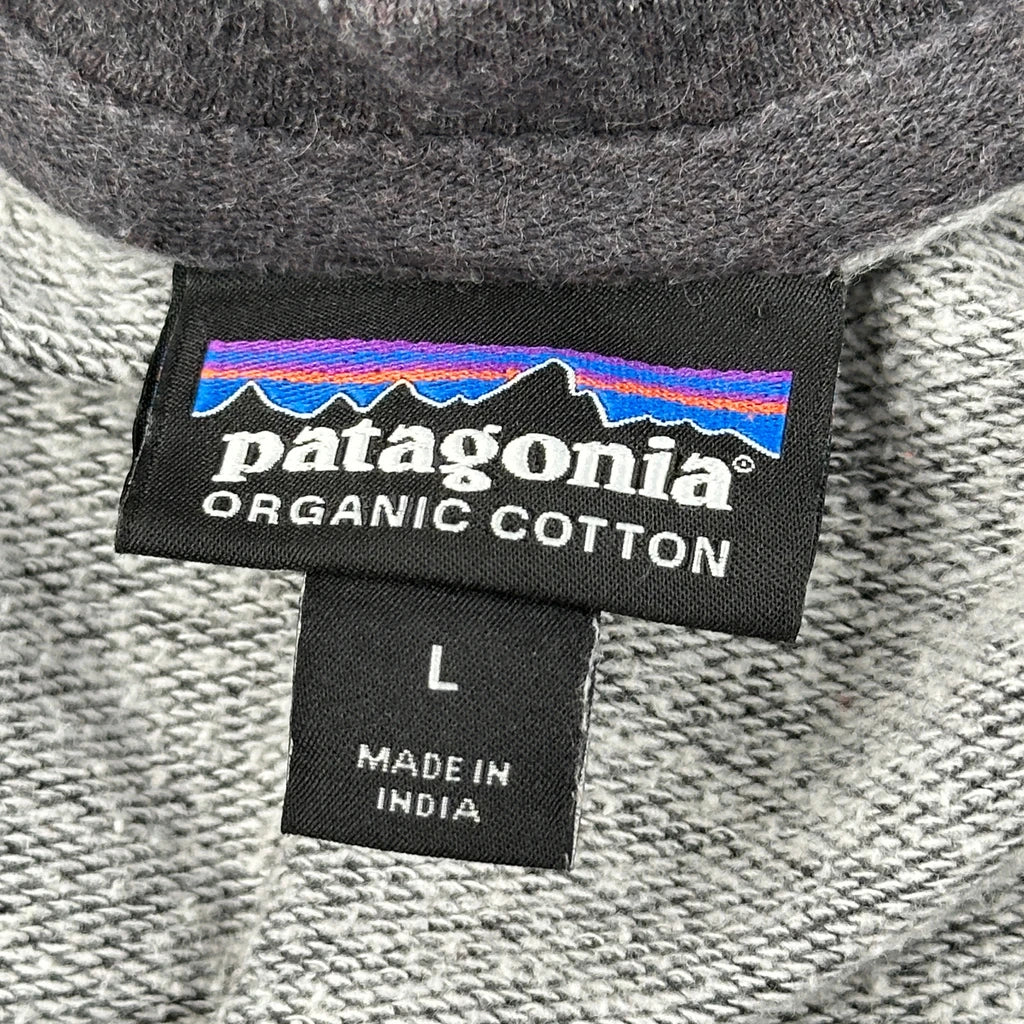 patagonia®
ORGANIC COTTON
L
MADE IN
INDIA